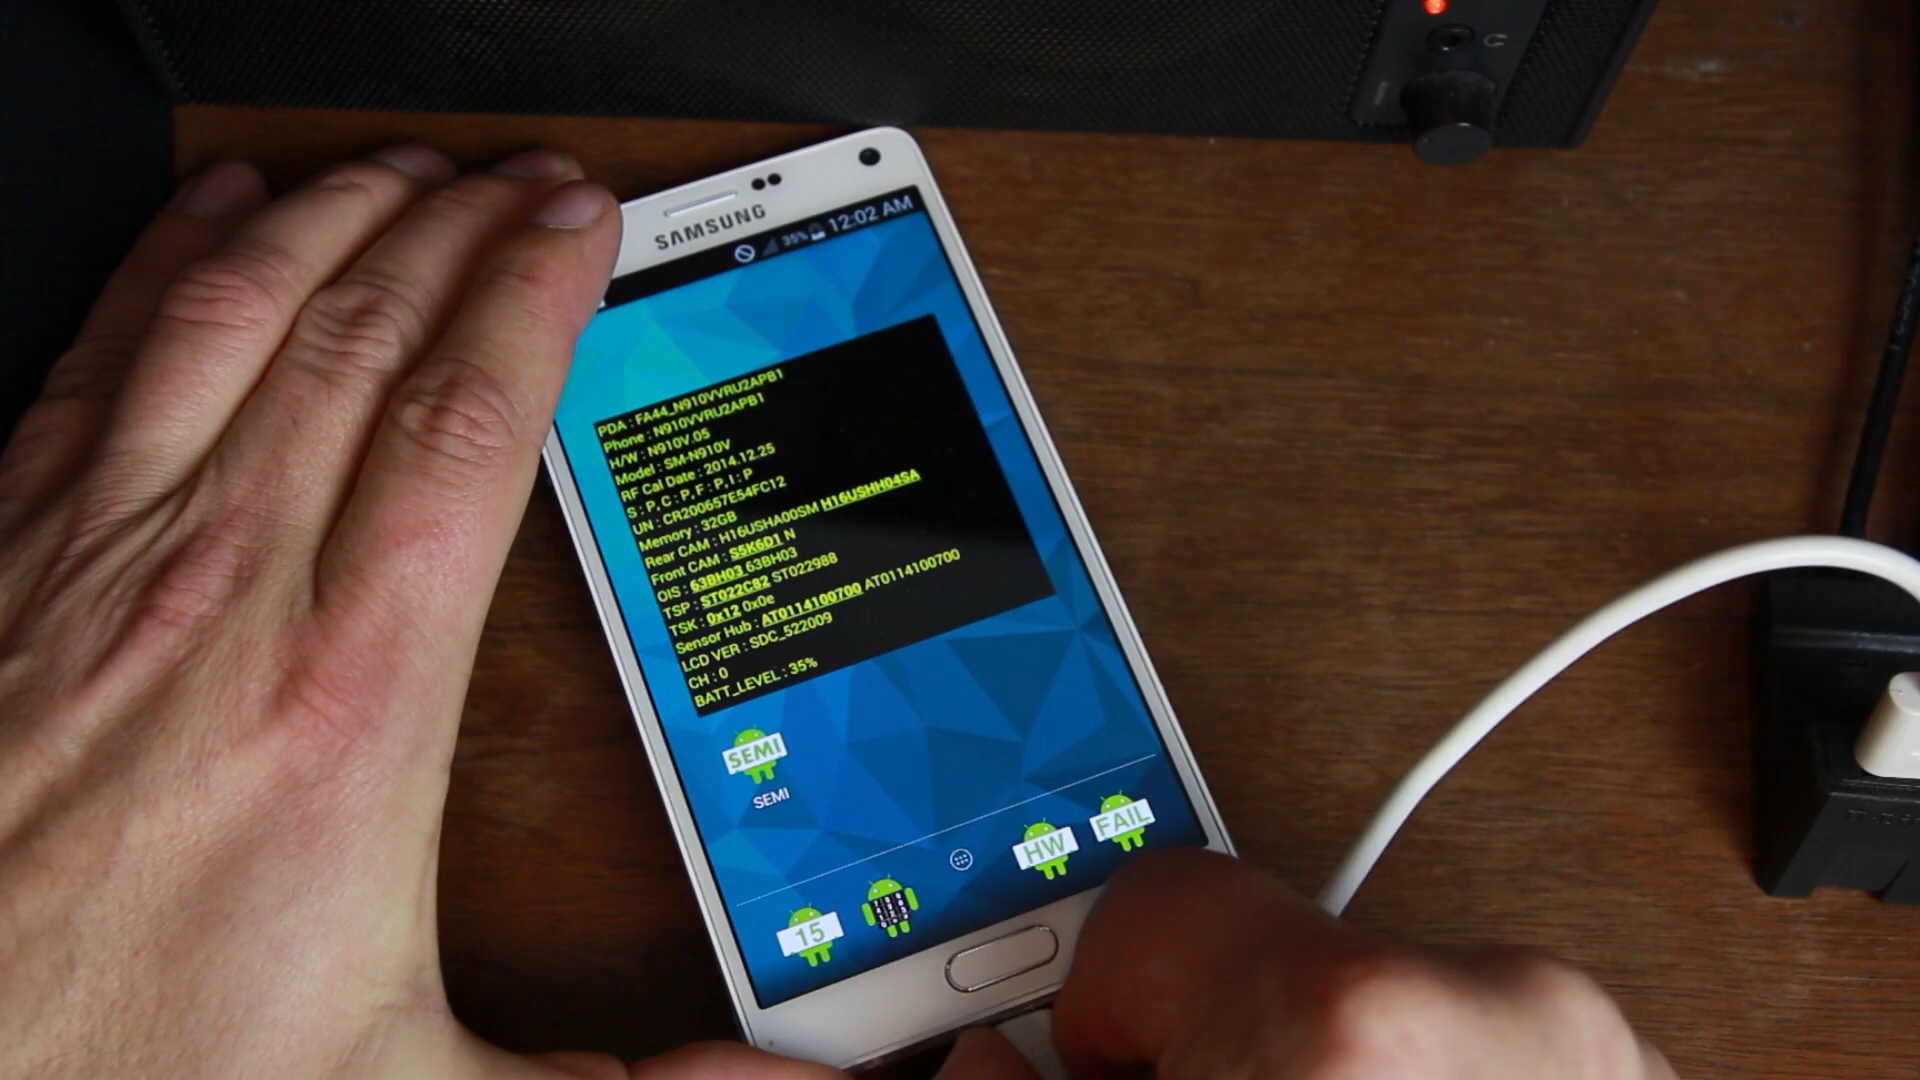 SAMSUNG
35% 12:02 AM
PDA : FA44_N910VVRU2APB1
Phone : N910VVRU2APB1
H/W : N910V.05
Model : SM-N910V
RF Cal Date : 2014.12.25
S : P, C : P, F : P, I : P
UN : CR200657E54FC12
Memory : 32GB
Rear CAM : H16USHA00SM H16USHH04SA
Front CAM : S5K6D1 N
OIS : 63BH03 63BH03
TSP : ST022C82 ST022988
TSK : 0x12 0x0e
Sensor Hub : AT0114100700 AT0114100700
LCD VER : SDC_522009
CH : 0
BATT_LEVEL : 35%
SEMI
SEMI
15
HW
FAIL